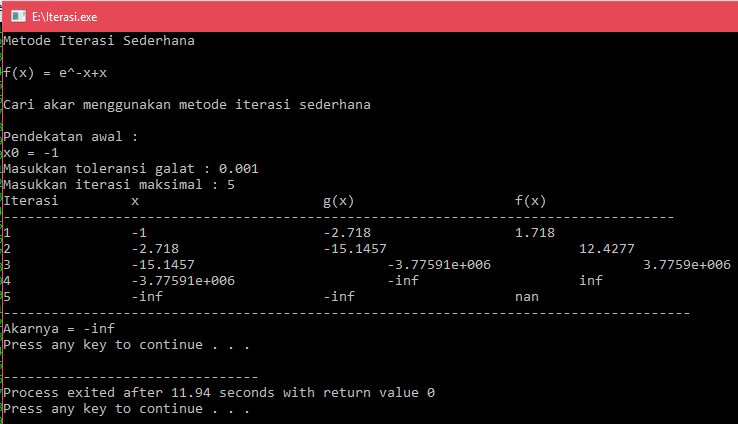 E:\Iterasi.exe
Metode Iterasi Sederhana
f(x) = e^-x+x
Cari akar menggunakan metode iterasi sederhana
Pendekatan awal :
x0 = -1
Masukkan toleransi galat : 0.001
Masukkan iterasi maksimal : 5
Iterasi x g(x) f(x)
-------------------------------------------------------------------------------------
1 -1 -2.718 1.718
2 -2.718 -15.1457 12.4277
3 -15.1457 -3.77591e+006 3.7759e+006
4 -3.77591e+006 -inf inf
5 -inf -inf nan
---------------------------------------------------------------------------------------
Akarnya = -inf
Press any key to continue . . .
--------------------------------
Process exited after 11.94 seconds with return value 0
Press any key to continue . . .